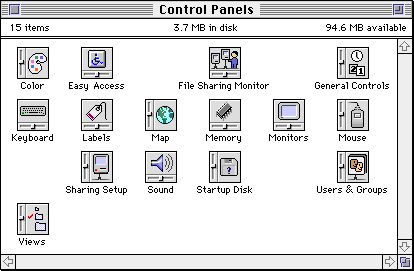 Control Panels
15 items 3.7 MB in disk 94.6 MB available
Color Easy Access File Sharing Monitor General Controls
Keyboard Labels Map Memory Monitors Mouse
Sharing Setup Sound Startup Disk Users & Groups
Views